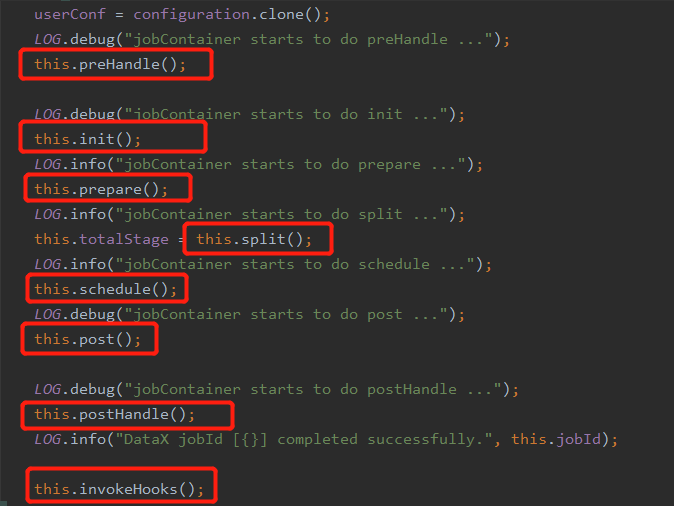 userConf = configuration.clone();
LOG.debug("jobContainer starts to do preHandle ...");
this.preHandle();
LOG.debug("jobContainer starts to do init ...");
this.init();
LOG.info("jobContainer starts to do prepare ...");
this.prepare();
LOG.info("jobContainer starts to do split ...");
this.totalStage = this.split();
LOG.info("jobContainer starts to do schedule ...");
this.schedule();
LOG.debug("jobContainer starts to do post ...");
this.post();
LOG.debug("jobContainer starts to do postHandle ...");
this.postHandle();
LOG.info("DataX jobId [{}] completed successfully.", this.jobId);
this.invokeHooks();